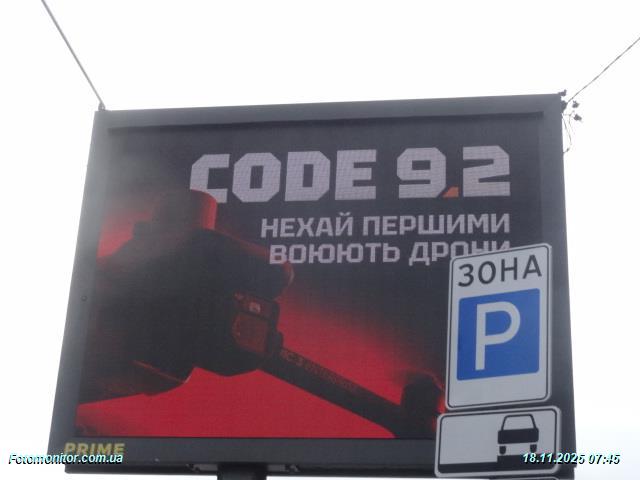 CODE 9.2
НЕХАЙ ПЕРШИМИ
ВОЮЮТЬ ДРОНИ
ЗОНА
P
PRIME
Fotomonitor.com.ua
18.11.2025 07:45